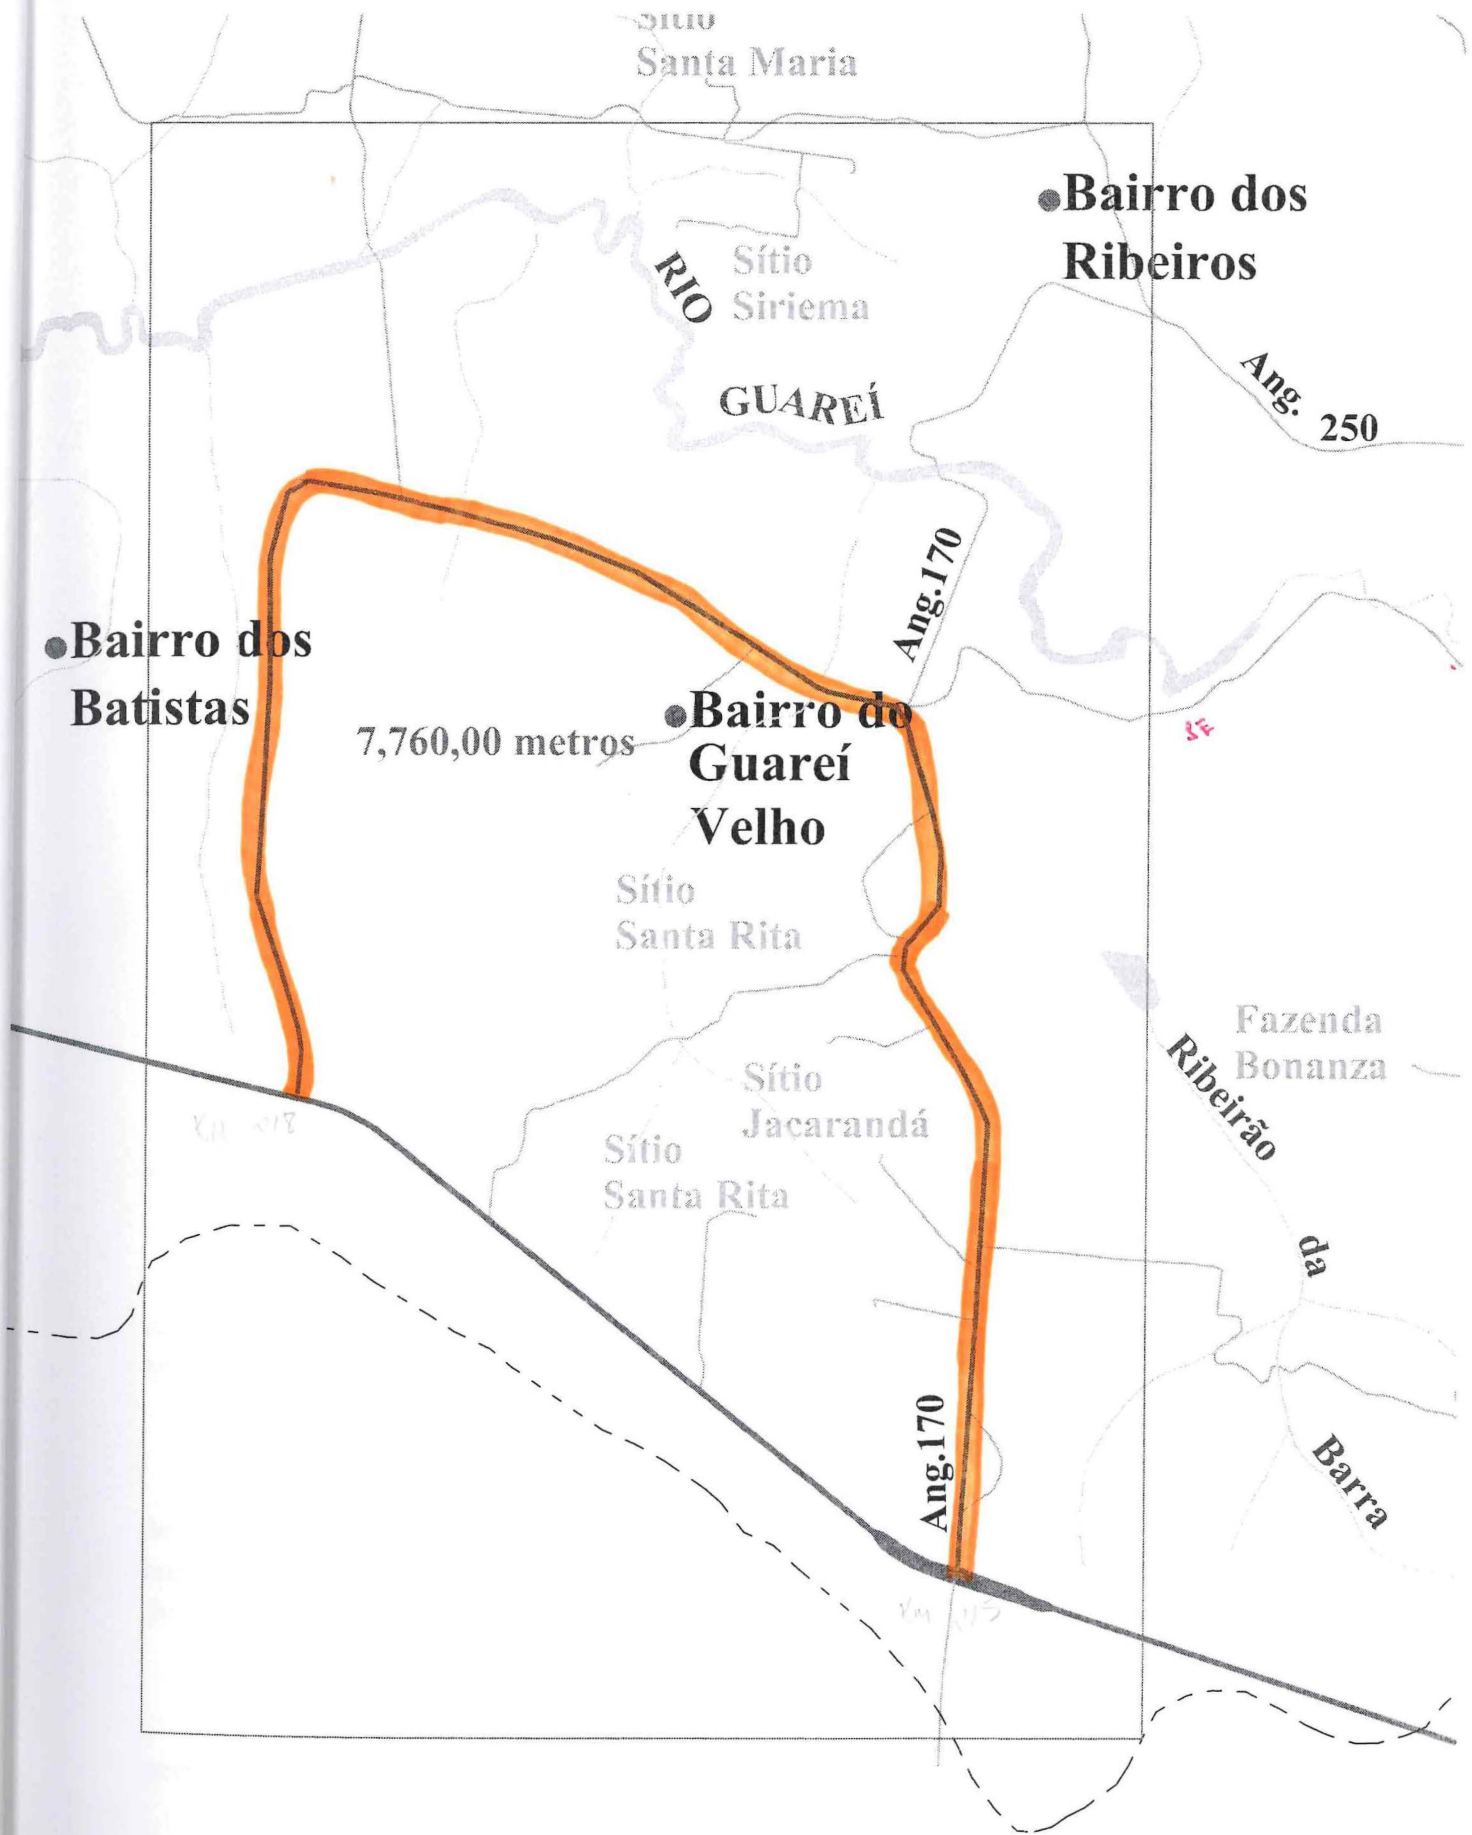 Sítio
Santa Maria
Bairro dos
Ribeiros
Sítio
Siriema
RIO
GUAREÍ
Ang.
250
Ang.170
Bairro dos
Batistas
7,760,00 metros
Bairro do
Guareí
Velho
Sítio
Santa Rita
Fazenda
Bonanza
Ribeirão
da
Barra
Sítio
Jacarandá
Sítio
Santa Rita
Ang.170